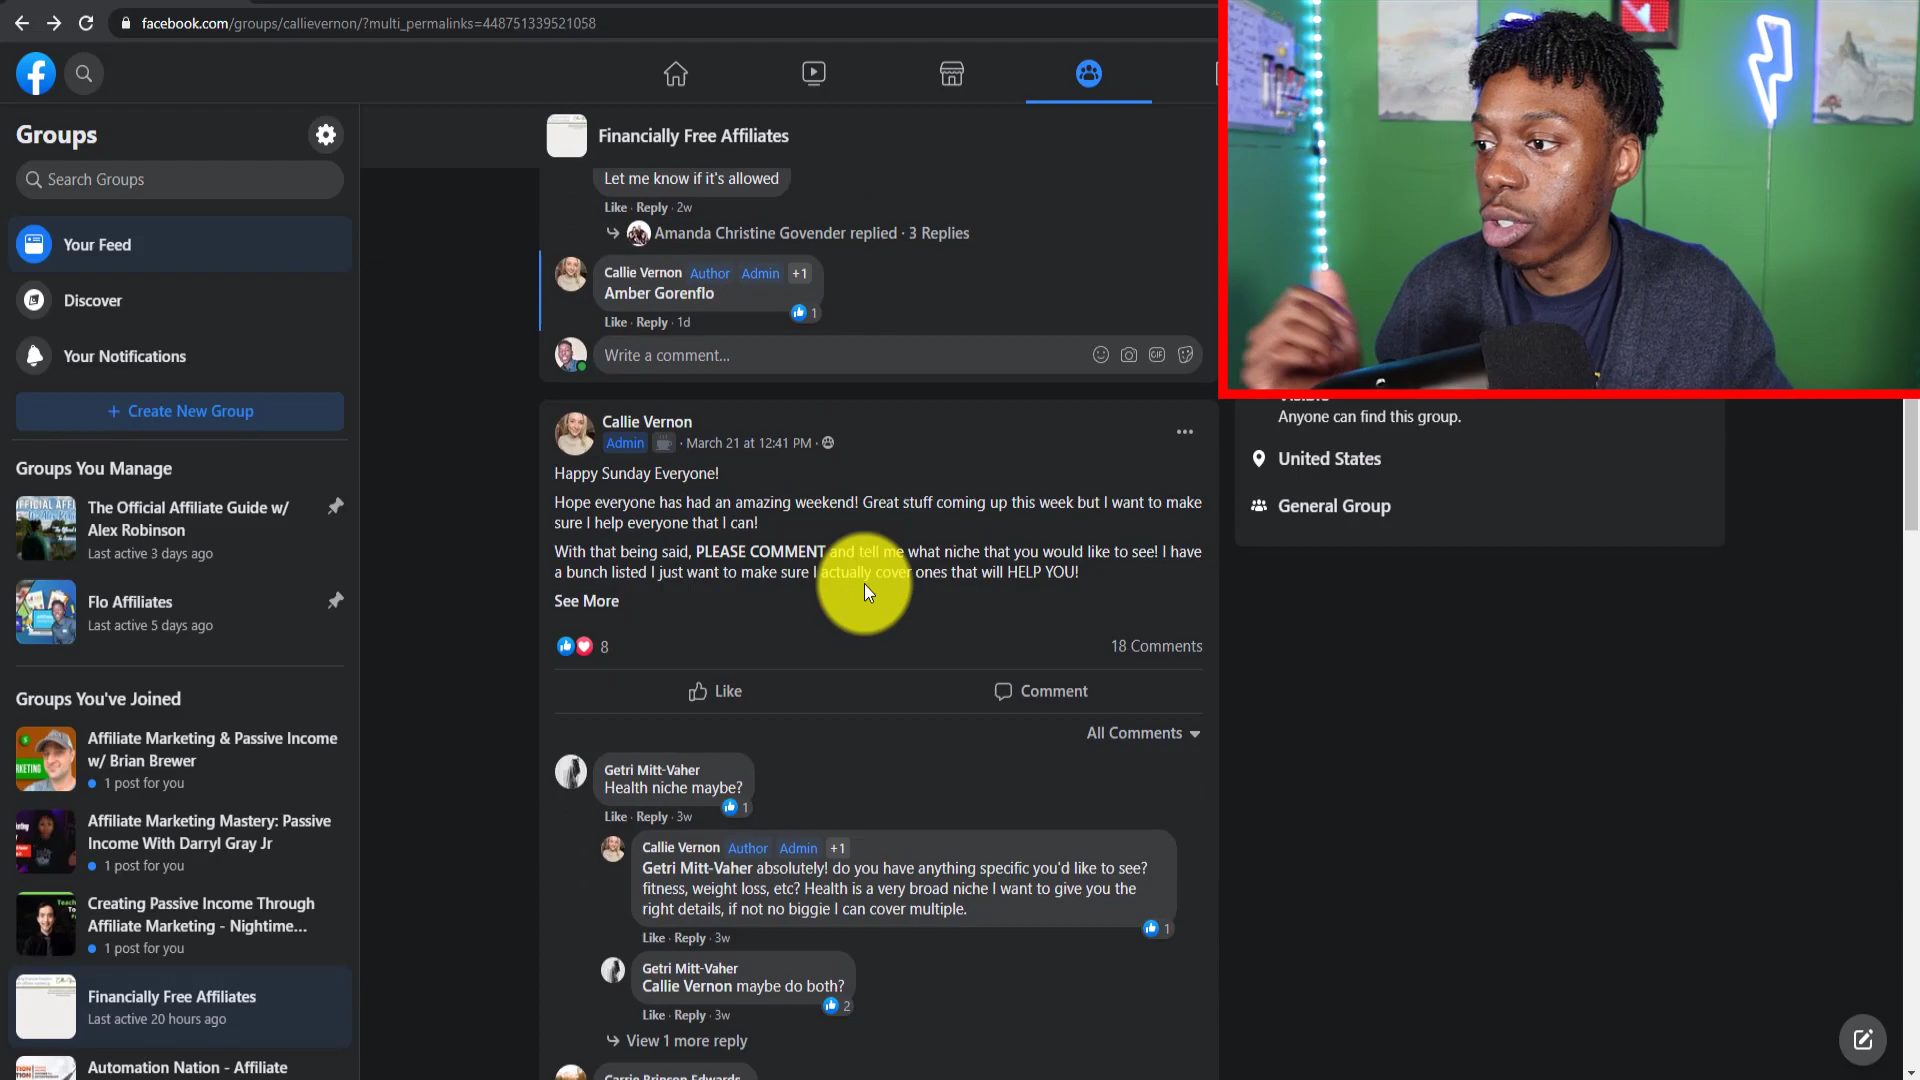 facebook.com/groups/callievernon/?multi_permalinks=448751339521058
Groups
Search Groups
Your Feed
Discover
Your Notifications
+ Create New Group
Groups You Manage
The Official Affiliate Guide w/
Alex Robinson
Last active 3 days ago
Flo Affiliates
Last active 5 days ago
Groups You've Joined
Affiliate Marketing & Passive Income
w/ Brian Brewer
1 post for you
Affiliate Marketing Mastery: Passive
Income With Darryl Gray Jr
1 post for you
Creating Passive Income Through
Affiliate Marketing - Nightime...
1 post for you
Financially Free Affiliates
Last active 20 hours ago
Automation Nation - Affiliate
Financially Free Affiliates
Let me know if it's allowed
Like · Reply · 2w
Amanda Christine Govender replied · 3 Replies
Callie Vernon Author Admin +1
Amber Gorenflo
1
Like · Reply · 1d
Write a comment...
GIF
Callie Vernon
Admin · March 21 at 12:41 PM ·
Happy Sunday Everyone!
Hope everyone has had an amazing weekend! Great stuff coming up this week but I want to make
sure I help everyone that I can!
With that being said, PLEASE COMMENT and tell me what niche that you would like to see! I have
a bunch listed I just want to make sure I actually cover ones that will HELP YOU!
See More
8
18 Comments
Like
Comment
All Comments
Getri Mitt-Vaher
Health niche maybe?
1
Like · Reply · 3w
Callie Vernon Author Admin +1
Getri Mitt-Vaher absolutely! do you have anything specific you'd like to see?
fitness, weight loss, etc? Health is a very broad niche I want to give you the
right details, if not no biggie I can cover multiple.
1
Like · Reply · 3w
Getri Mitt-Vaher
Callie Vernon maybe do both?
2
Like · Reply · 3w
View 1 more reply
Carrie Brinson Edwards
Visible
Anyone can find this group.
United States
General Group